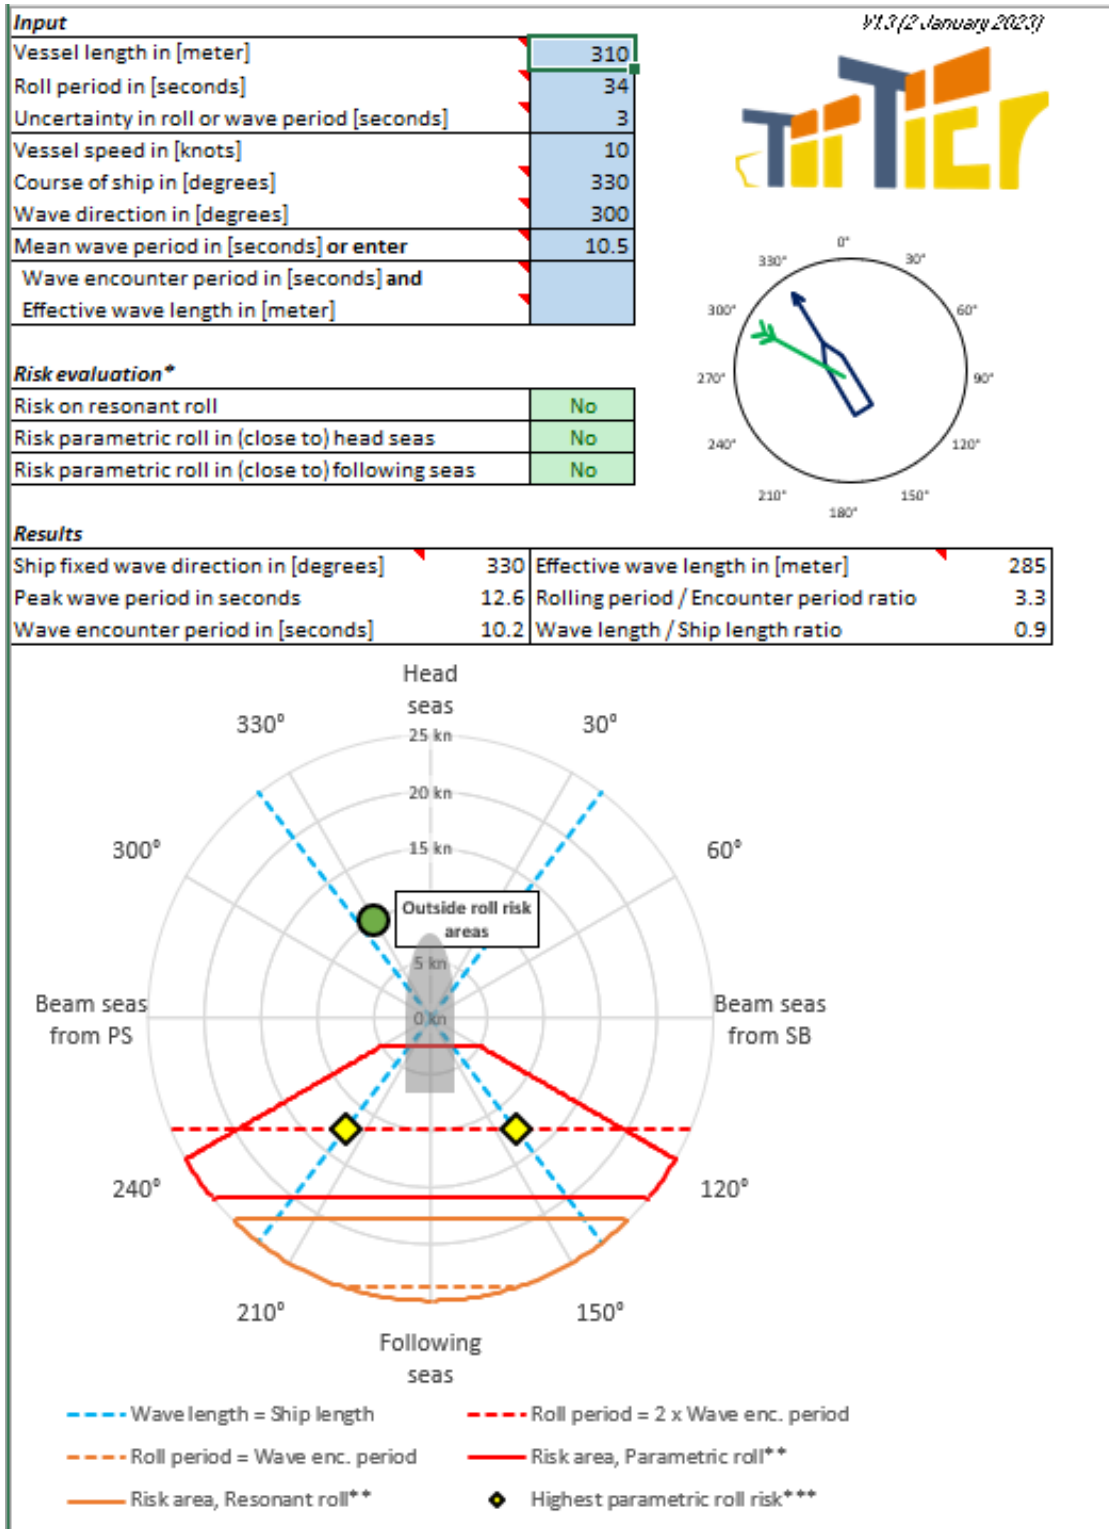 Input
V1.3 (2 January 2023)
Vessel length in [meter] 310
Roll period in [seconds] 34
Uncertainty in roll or wave period [seconds] 3
Vessel speed in [knots] 10
Course of ship in [degrees] 330
Wave direction in [degrees] 300
Mean wave period in [seconds] or enter 10.5
Wave encounter period in [seconds] and
Effective wave length in [meter]
TOPTIER
0°
330° 30°
300° 60°
270° 90°
240° 120°
210° 150°
180°
Risk evaluation*
Risk on resonant roll No
Risk parametric roll in (close to) head seas No
Risk parametric roll in (close to) following seas No
Results
Ship fixed wave direction in [degrees] 330 Effective wave length in [meter] 285
Peak wave period in seconds 12.6 Rolling period / Encounter period ratio 3.3
Wave encounter period in [seconds] 10.2 Wave length / Ship length ratio 0.9
Head
seas
330° 30°
25 kn
20 kn
300° 15 kn 60°
Outside roll risk
areas
5 kn
Beam seas
from PS
0 kn
Beam seas
from SB
240° 120°
210° 150°
Following
seas
Wave length = Ship length
Roll period = 2 x Wave enc. period
Roll period = Wave enc. period
Risk area, Parametric roll**
Risk area, Resonant roll**
Highest parametric roll risk***